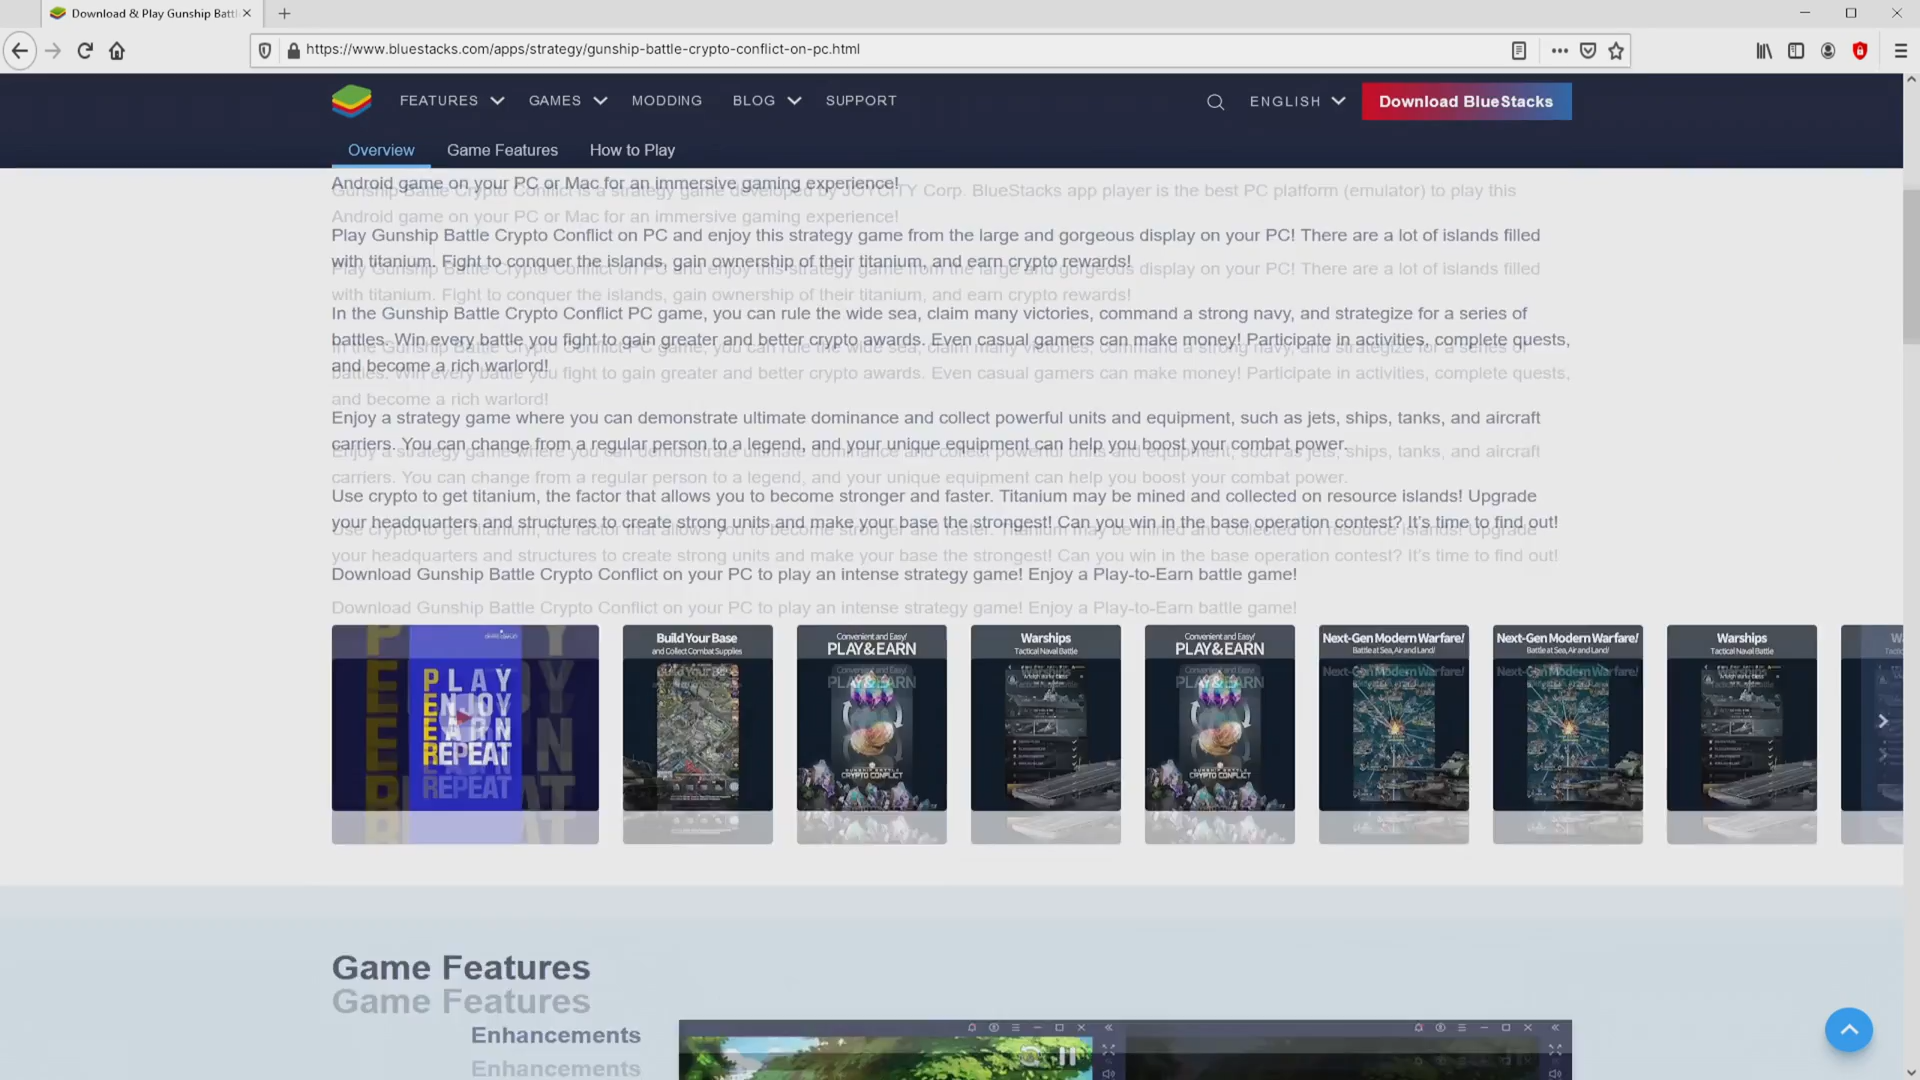 Download & Play Gunship Battl
https://www.bluestacks.com/apps/strategy/gunship-battle-crypto-conflict-on-pc.html
FEATURES GAMES MODDING BLOG SUPPORT ENGLISH Download BlueStacks
Overview Game Features How to Play
Android game on your PC or Mac for an immersive gaming experience!
Gunship Battle Crypto Conflict is a strategy game developed by JOYCITY Corp. BlueStacks app player is the best PC platform (emulator) to play this
Android game on your PC or Mac for an immersive gaming experience!
Play Gunship Battle Crypto Conflict on PC and enjoy this strategy game from the large and gorgeous display on your PC! There are a lot of islands filled
with titanium. Fight to conquer the islands, gain ownership of their titanium, and earn crypto rewards!
Play Gunship Battle Crypto Conflict on PC and enjoy this strategy game from the large and gorgeous display on your PC! There are a lot of islands filled
with titanium. Fight to conquer the islands, gain ownership of their titanium, and earn crypto rewards!
In the Gunship Battle Crypto Conflict PC game, you can rule the wide sea, claim many victories, command a strong navy, and strategize for a series of
battles. Win every battle you fight to gain greater and better crypto awards. Even casual gamers can make money! Participate in activities, complete quests,
and become a rich warlord!
In the Gunship Battle Crypto Conflict PC game, you can rule the wide sea, claim many victories, command a strong navy, and strategize for a series of
battles. Win every battle you fight to gain greater and better crypto awards. Even casual gamers can make money! Participate in activities, complete quests,
and become a rich warlord!
Enjoy a strategy game where you can demonstrate ultimate dominance and collect powerful units and equipment, such as jets, ships, tanks, and aircraft
carriers. You can change from a regular person to a legend, and your unique equipment can help you boost your combat power.
Enjoy a strategy game where you can demonstrate ultimate dominance and collect powerful units and equipment, such as jets, ships, tanks, and aircraft
carriers. You can change from a regular person to a legend, and your unique equipment can help you boost your combat power.
Use crypto to get titanium, the factor that allows you to become stronger and faster. Titanium may be mined and collected on resource islands! Upgrade
your headquarters and structures to create strong units and make your base the strongest! Can you win in the base operation contest? It's time to find out!
Use crypto to get titanium, the factor that allows you to become stronger and faster. Titanium may be mined and collected on resource islands! Upgrade
your headquarters and structures to create strong units and make your base the strongest! Can you win in the base operation contest? It's time to find out!
Download Gunship Battle Crypto Conflict on your PC to play an intense strategy game! Enjoy a Play-to-Earn battle game!
Download Gunship Battle Crypto Conflict on your PC to play an intense strategy game! Enjoy a Play-to-Earn battle game!
PLAY
ENJOY
EARN
REPEAT
REPEAT
Build Your Base
and Collect Combat Supplies
Convenient and Easy!
PLAY&EARN
Convenient and Easy!
PLAY&EARN
GUNSHIP BATTLE
CRYPTO CONFLICT
Warships
Tactical Naval Battle
Convenient and Easy!
PLAY&EARN
Convenient and Easy!
PLAY&EARN
GUNSHIP BATTLE
CRYPTO CONFLICT
Next-Gen Modern Warfare!
Battle at Sea, Air and Land!
Next-Gen Modern Warfare!
Next-Gen Modern Warfare!
Battle at Sea, Air and Land!
Next-Gen Modern Warfare!
Warships
Tactical Naval Battle
Game Features
Game Features
Enhancements
Enhancements